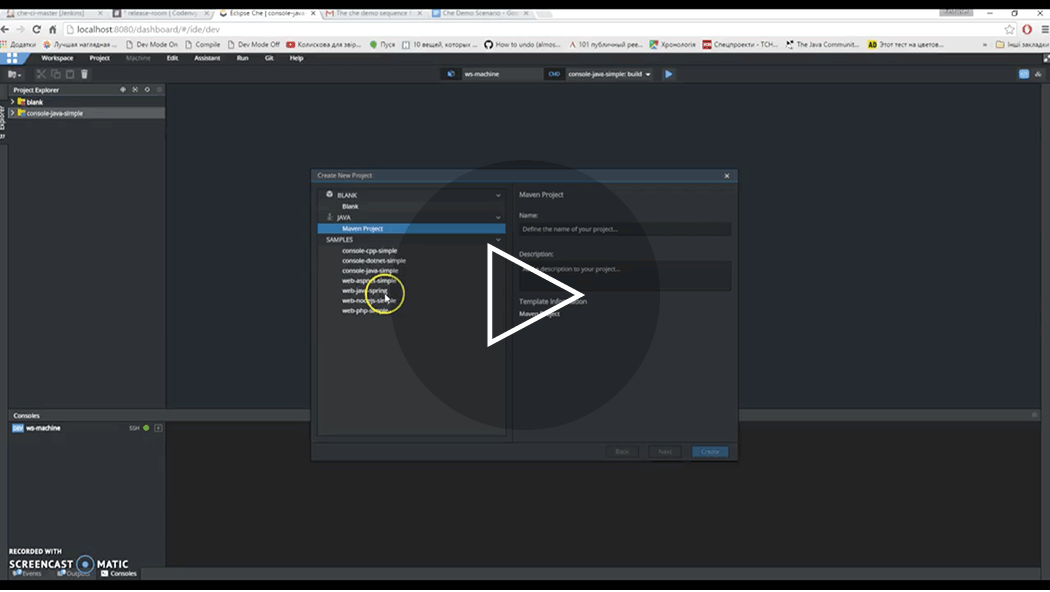 che-ci-master [Jenkins]
* release-room | Codenv
Eclipse Che | console-java-
The che demo sequence
Che Demo Scenario - Goo
localhost:8080/dashboard/#/ide/dev
Додатки
Лучшая наглядная ...
Dev Mode On
Compile
Dev Mode Off
Колискова для звір...
Пуся
10 вещей, которых ...
How to undo (almos...
101 публичный рее...
Хронологія
Спецпроекти - ТСН...
The Java Communit...
Этот тест на цветов...
»
Інші закладки
Workspace
Project
Machine
Edit
Assistant
Run
Git
Help
ws-machine
CMD
console-java-simple: build
Project Explorer
blank
console-java-simple
Create New Project
BLANK
Blank
JAVA
Maven Project
SAMPLES
console-cpp-simple
console-dotnet-simple
console-java-simple
web-aspnet-simple
web-java-spring
web-nodejs-simple
web-php-simple
Maven Project
Name:
Define the name of your project...
Description:
Add a description to your project...
Template Information
Maven Project
Back
Next
Create
Consoles
DEV ws-machine
SSH
RECORDED WITH
SCREENCAST MATIC
Events
Outputs
Consoles